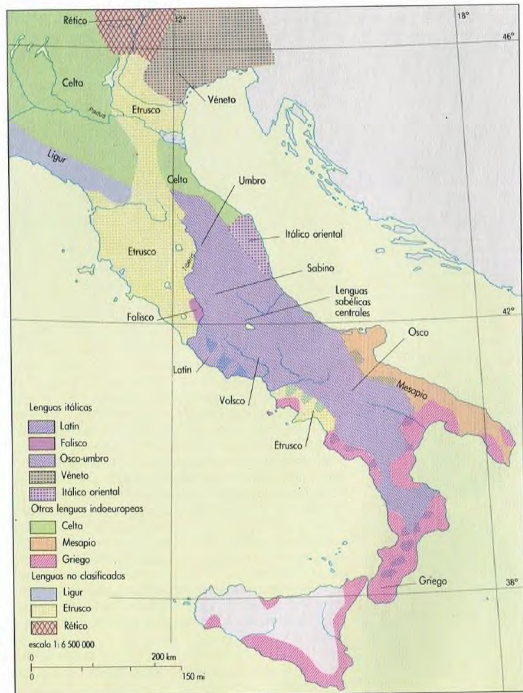 Rético
12°
18°
46°
Celta
Etrusco
Véneto
Padus
Ligur
Celta
Umbro
Etrusco
Itálico oriental
Sabino
Lenguas
sabélicas
centrales
Falisco
42°
Osco
Latín
Mesapio
Volsco
Etrusco
Griego
38°
Lenguas itálicas
Latín
Falisco
Osco-umbro
Véneto
Itálico oriental
Otras lenguas indoeuropeas
Celta
Mesapio
Griego
Lenguas no clasificadas
Ligur
Etrusco
Rético
escala 1: 6 500 000
0 200 km
0 150 mi